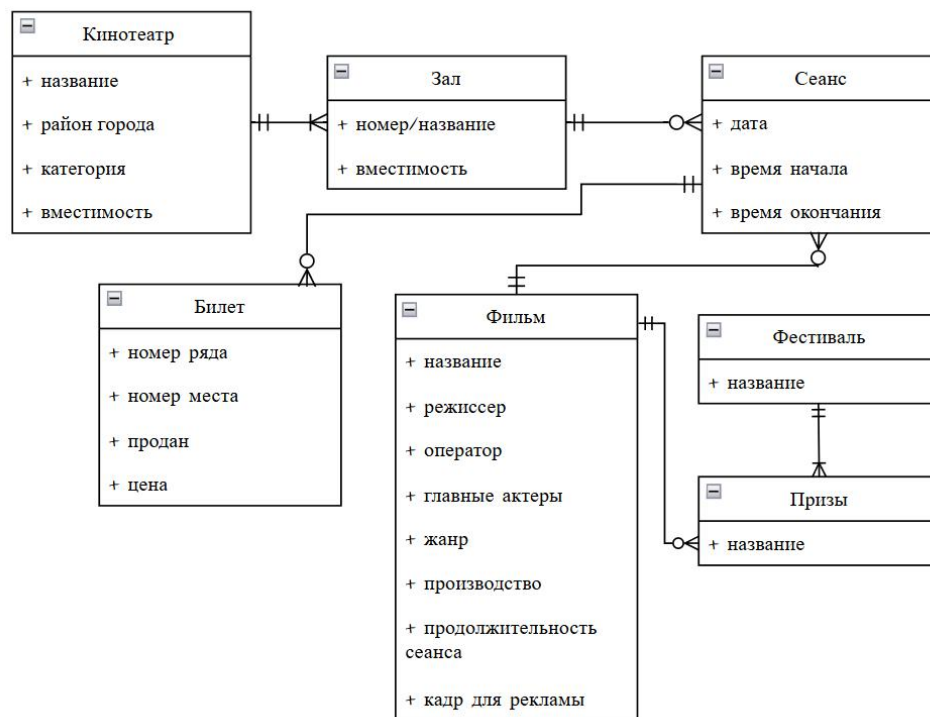 Кинотеатр
+ название
+ район города
+ категория
+ вместимость
Зал
+ номер/название
+ вместимость
Сеанс
+ дата
+ время начала
+ время окончания
Билет
+ номер ряда
+ номер места
+ продан
+ цена
Фильм
+ название
+ режиссер
+ оператор
+ главные актеры
+ жанр
+ производство
+ продолжительность
сеанса
+ кадр для рекламы
Фестиваль
+ название
Призы
+ название